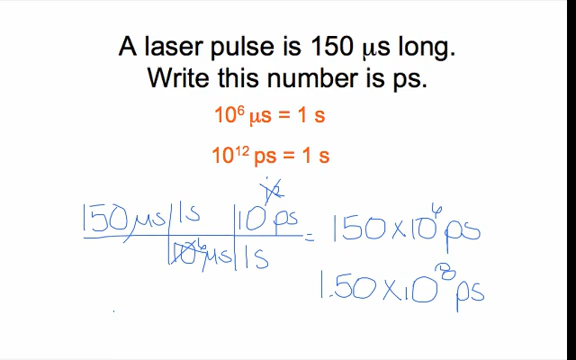 A laser pulse is 150 μs long.
Write this number is ps.
10⁶ μs = 1 s
10¹² ps = 1 s
150 μs | 1s | 10¹² ps = 150 × 10⁶ ps
10⁶ μs | 1s
1.50 × 10⁸ ps